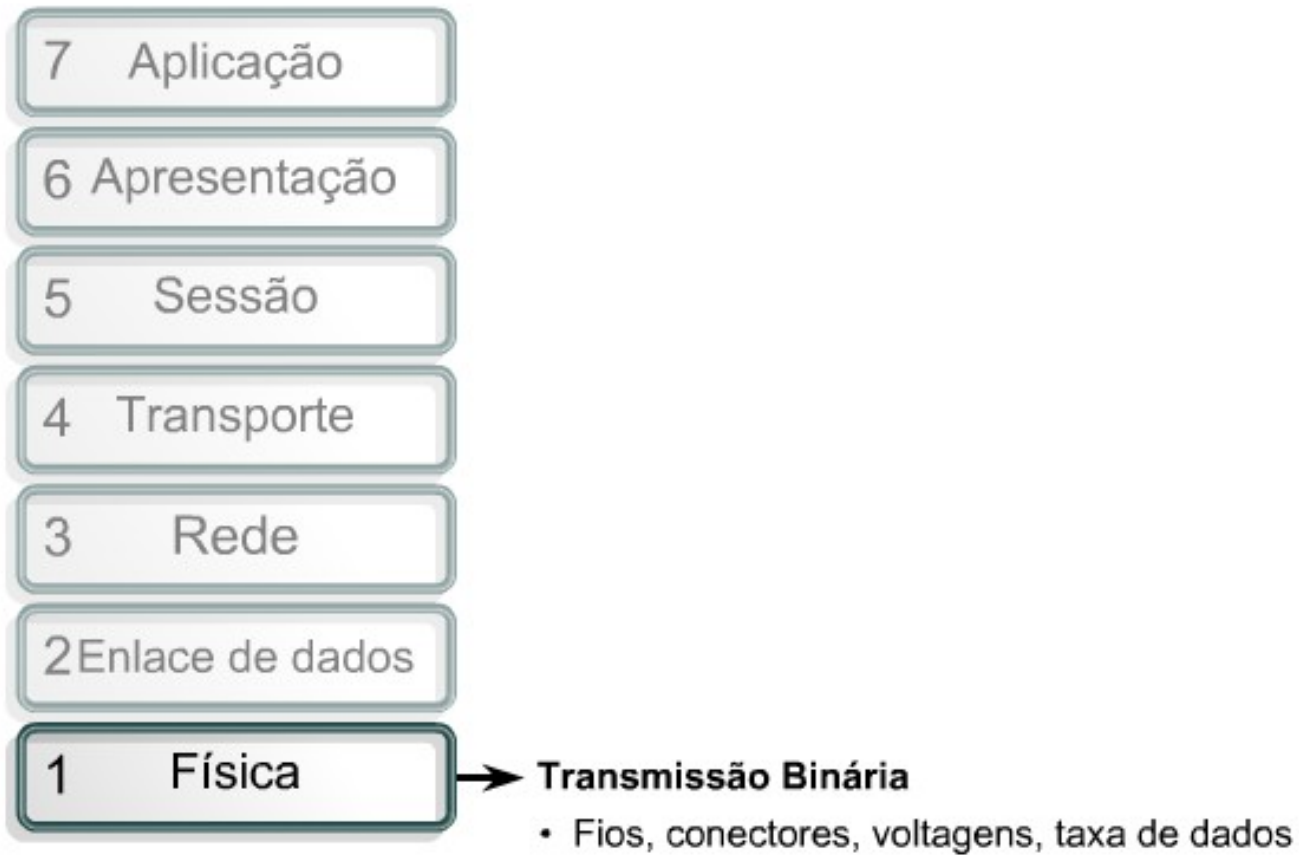 7 Aplicação
6 Apresentação
5 Sessão
4 Transporte
3 Rede
2 Enlace de dados
1 Física
Transmissão Binária
• Fios, conectores, voltagens, taxa de dados